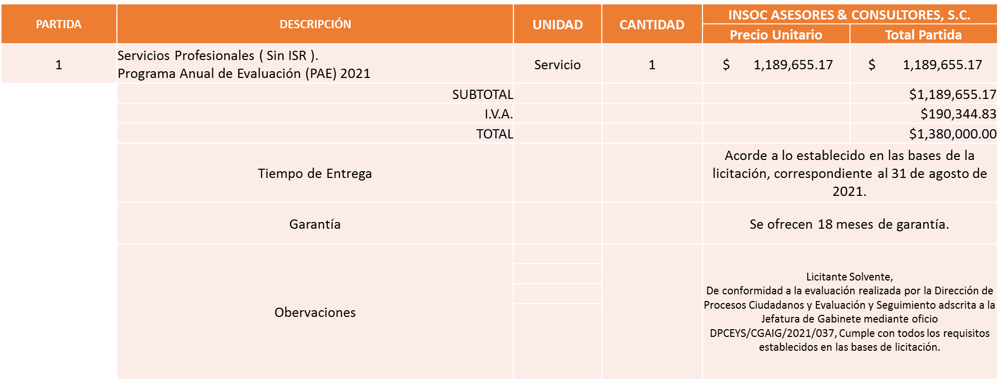 PARTIDA
DESCRIPCIÓN
UNIDAD
CANTIDAD
INSOC ASESORES & CONSULTORES, S.C.
Precio Unitario
Total Partida
1
Servicios Profesionales ( Sin ISR ).
Programa Anual de Evaluación (PAE) 2021
Servicio
1
$ 1,189,655.17
$ 1,189,655.17
SUBTOTAL
$1,189,655.17
I.V.A.
$190,344.83
TOTAL
$1,380,000.00
Tiempo de Entrega
Acorde a lo establecido en las bases de la
licitación, correspondiente al 31 de agosto de
2021.
Garantía
Se ofrecen 18 meses de garantía.
Obervaciones
Licitante Solvente,
De conformidad a la evaluación realizada por la Dirección de
Procesos Ciudadanos y Evaluación y Seguimiento adscrita a la
Jefatura de Gabinete mediante oficio
DPCEYS/CGAIG/2021/037, Cumple con todos los requisitos
establecidos en las bases de licitación.